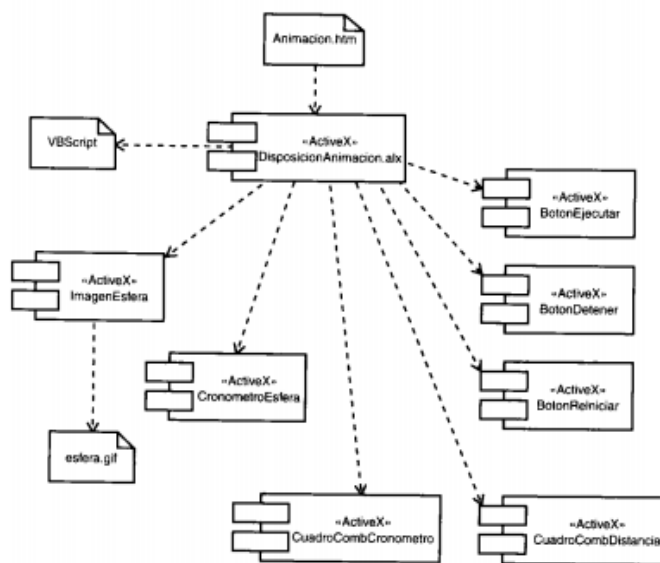 Animacion.htm
VBScript
«ActiveX»
DisposicionAnimacion.alx
«ActiveX»
BotonEjecutar
«ActiveX»
ImagenEsfera
«ActiveX»
BotonDetener
«ActiveX»
CronometroEsfera
«ActiveX»
BotonReiniciar
esfera.gif
«ActiveX»
CuadroCombCronometro
«ActiveX»
CuadroCombDistancia